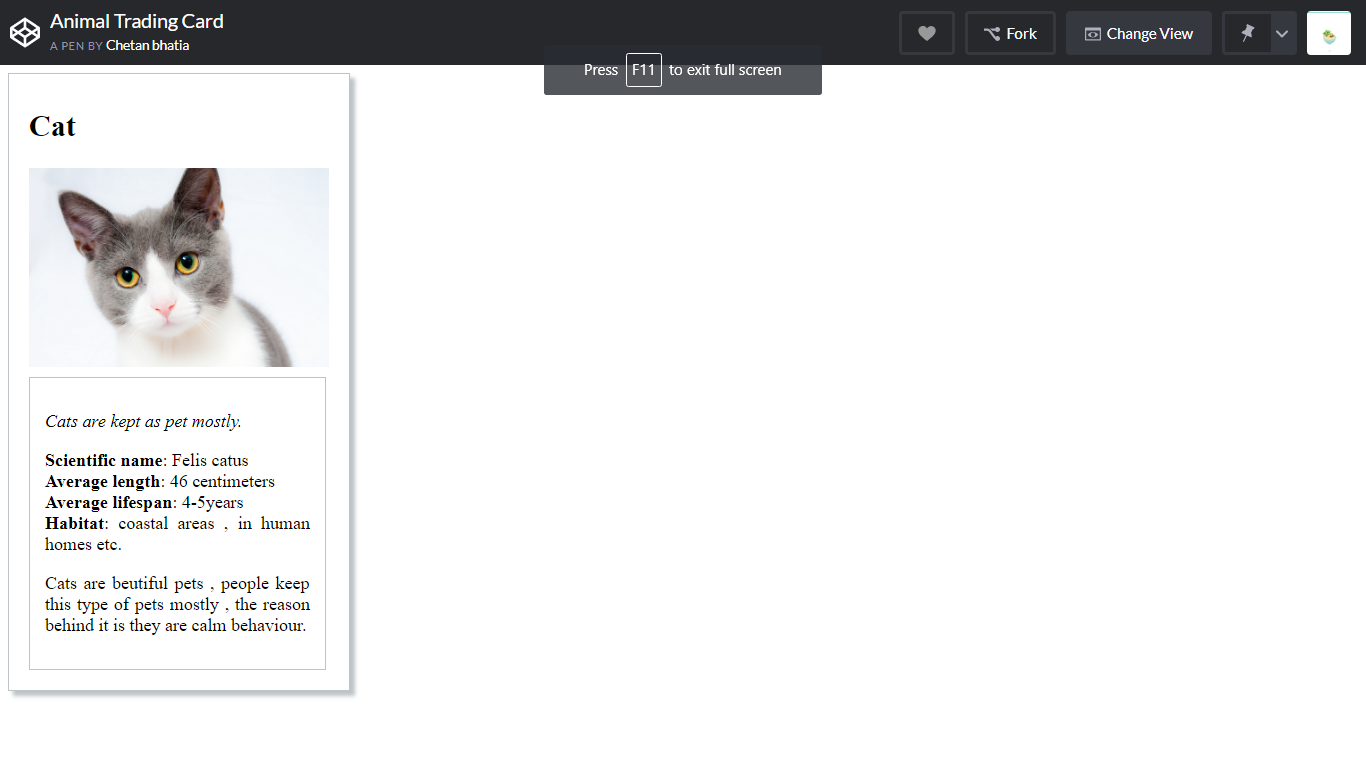 Animal Trading Card
A PEN BY Chetan bhatia
Fork
Change View
Press F11 to exit full screen
Cat
Cats are kept as pet mostly.
Scientific name: Felis catus
Average length: 46 centimeters
Average lifespan: 4-5years
Habitat: coastal areas , in human
homes etc.
Cats are beutiful pets , people keep
this type of pets mostly , the reason
behind it is they are calm behaviour.